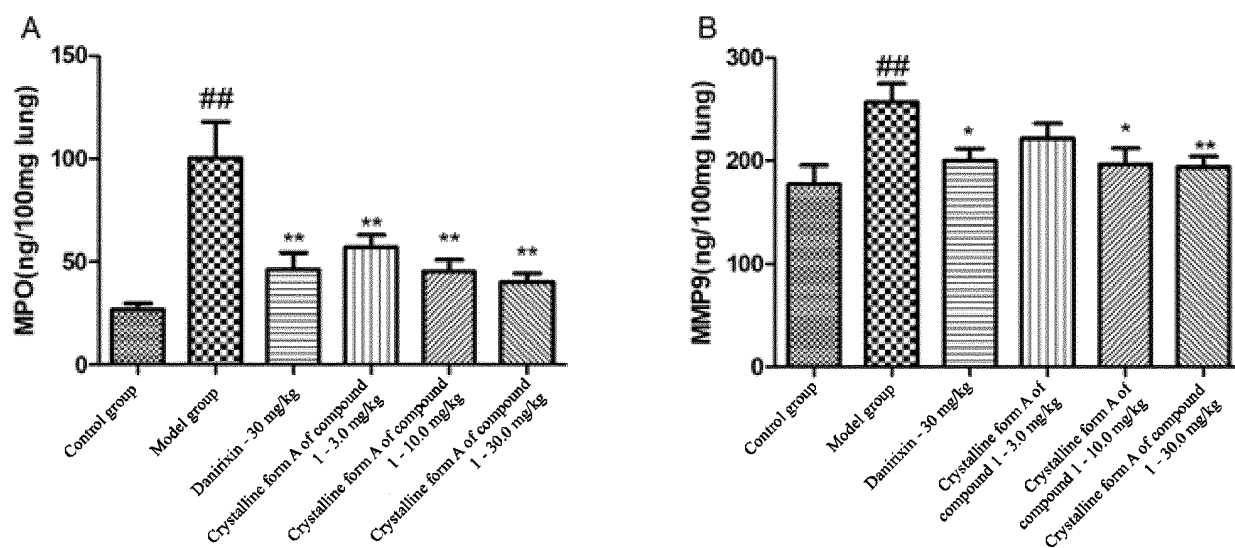 A
MPO(ng/100mg lung)
150
100
50
0
##
**
**
**
**
Control group
Model group
Danirixin - 30 mg/kg
Crystalline form A of compound
1 - 3.0 mg/kg
Crystalline form A of compound
1 - 10.0 mg/kg
Crystalline form A of compound
1 - 30.0 mg/kg
B
MMP9(ng/100mg lung)
300
200
100
0
##
*
*
**
Control group
Model group
Danirixin - 30 mg/kg
Crystalline form A of
compound 1 - 3.0 mg/kg
Crystalline form A of
compound 1 - 10.0 mg/kg
Crystalline form A of compound
1 - 30.0 mg/kg